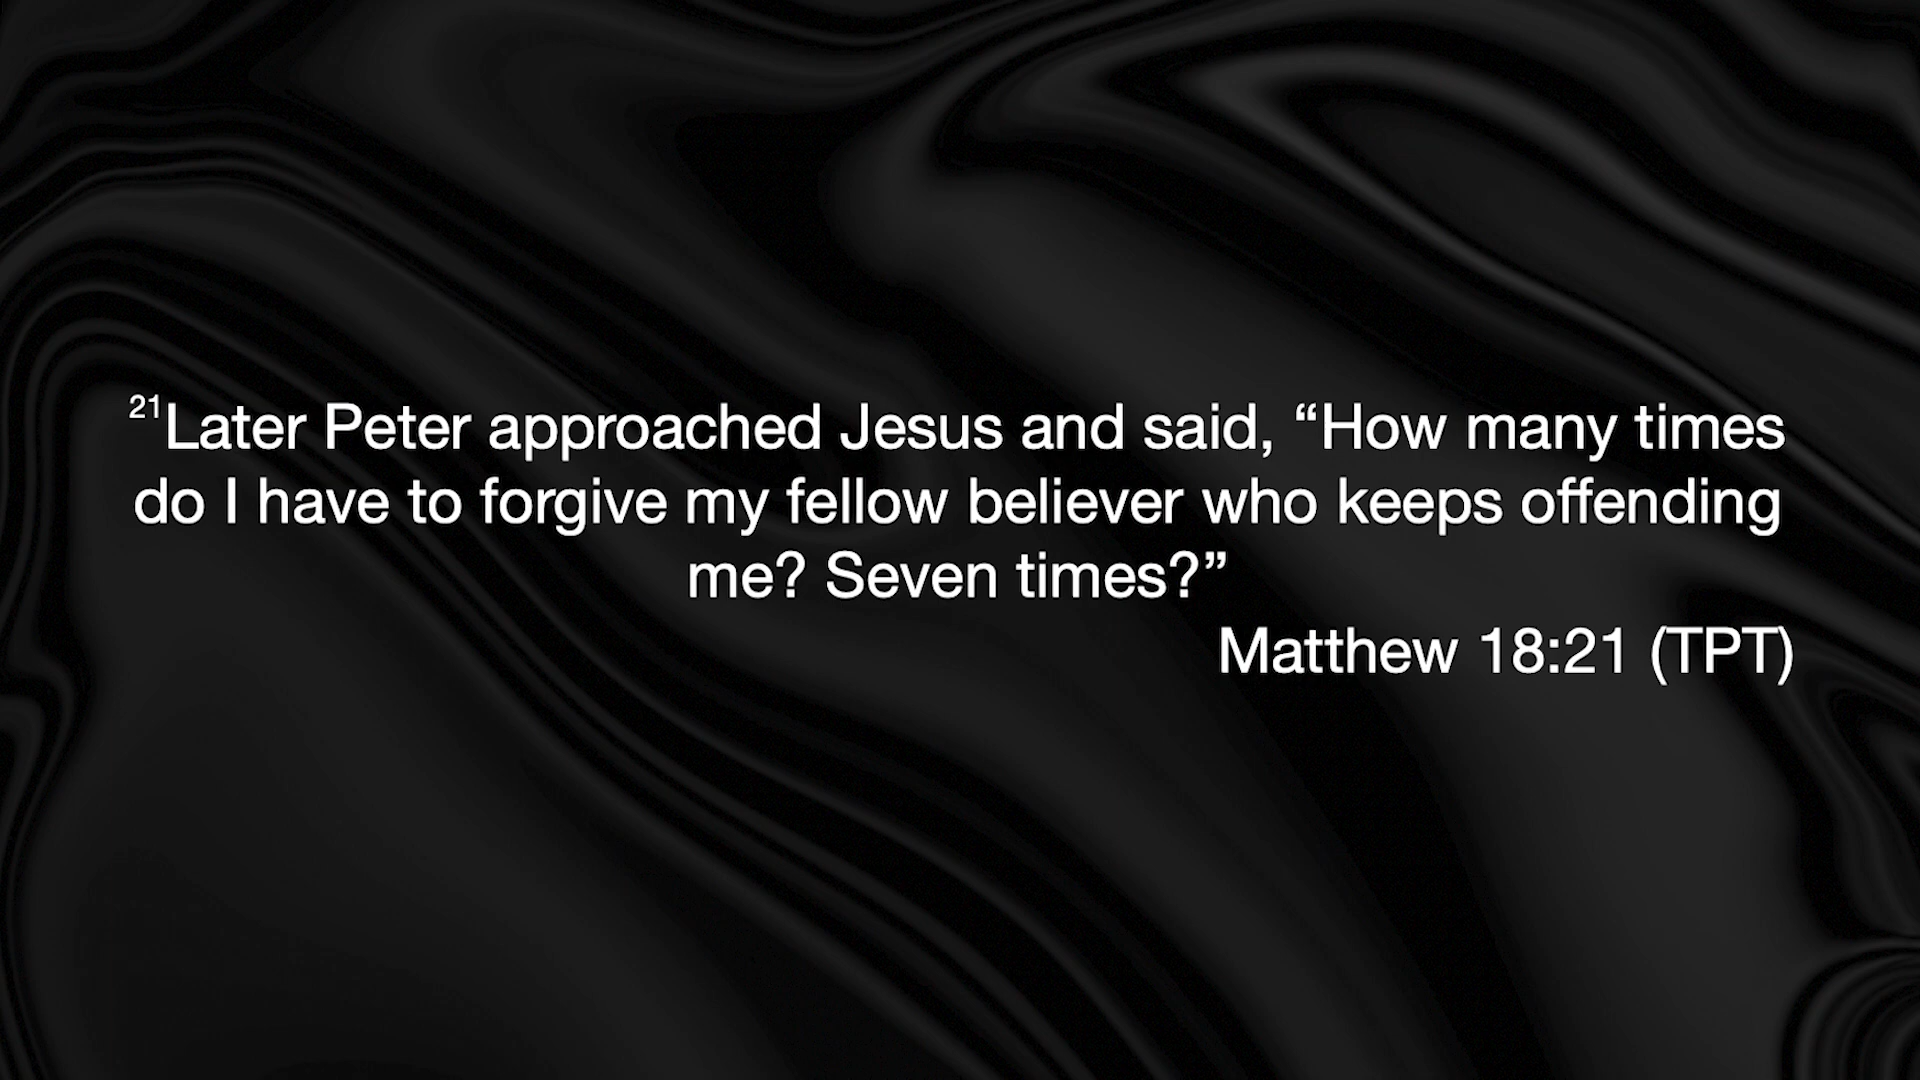 ²¹Later Peter approached Jesus and said, “How many times
do I have to forgive my fellow believer who keeps offending
me? Seven times?”
Matthew 18:21 (TPT)